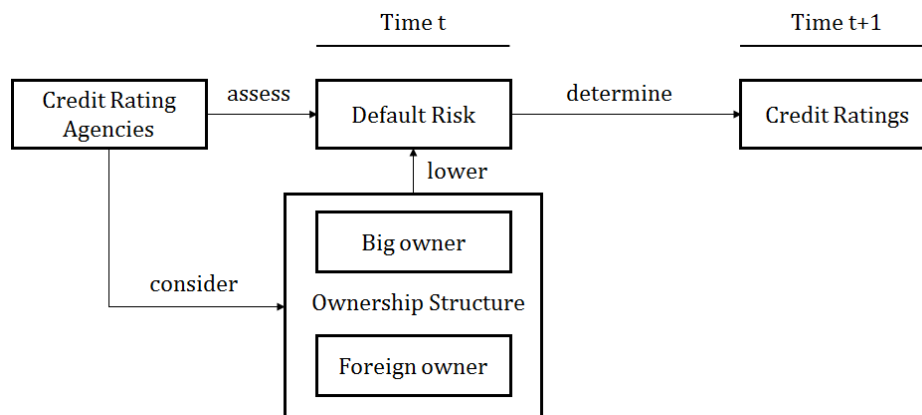 Time t
Time t+1
Credit Rating
Agencies
assess
Default Risk
determine
Credit Ratings
lower
Big owner
consider
Ownership Structure
Foreign owner